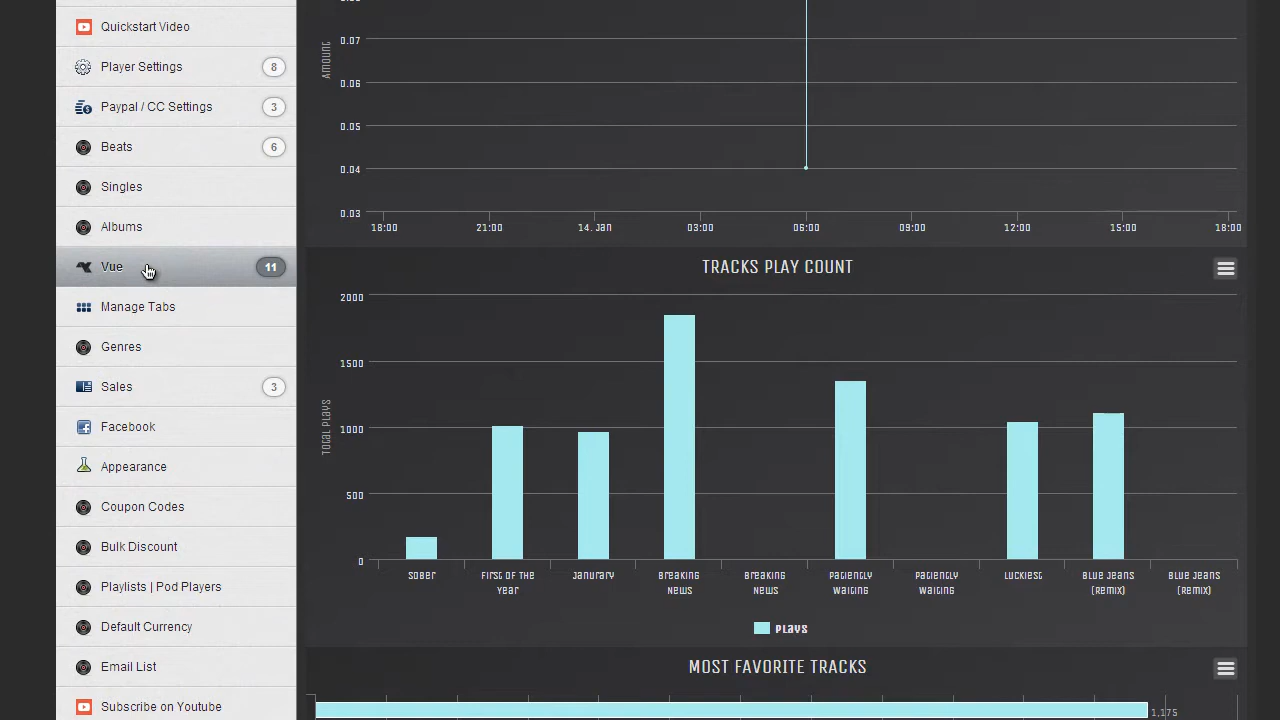 Quickstart Video
Player Settings 8
Paypal / CC Settings 3
Beats 6
Singles
Albums
Vue 11
Manage Tabs
Genres
Sales 3
Facebook
Appearance
Coupon Codes
Bulk Discount
Playlists | Pod Players
Default Currency
Email List
Subscribe on Youtube
AMOUNT
0.07
0.06
0.05
0.04
0.03
18:00 21:00 14. Jan 03:00 06:00 09:00 12:00 15:00 18:00
TRACKS PLAY COUNT
TOTAL PLAYS
2000
1500
1000
500
0
SOBER
FIRST OF THE
YEAR
JANURARY
BREAKING
NEWS
BREAKING
NEWS
PATIENTLY
WAITING
PATIENTLY
WAITING
LUCKIEST
BLUE JEANS
(REMIX)
BLUE JEANS
(REMIX)
PLAYS
MOST FAVORITE TRACKS
1,175